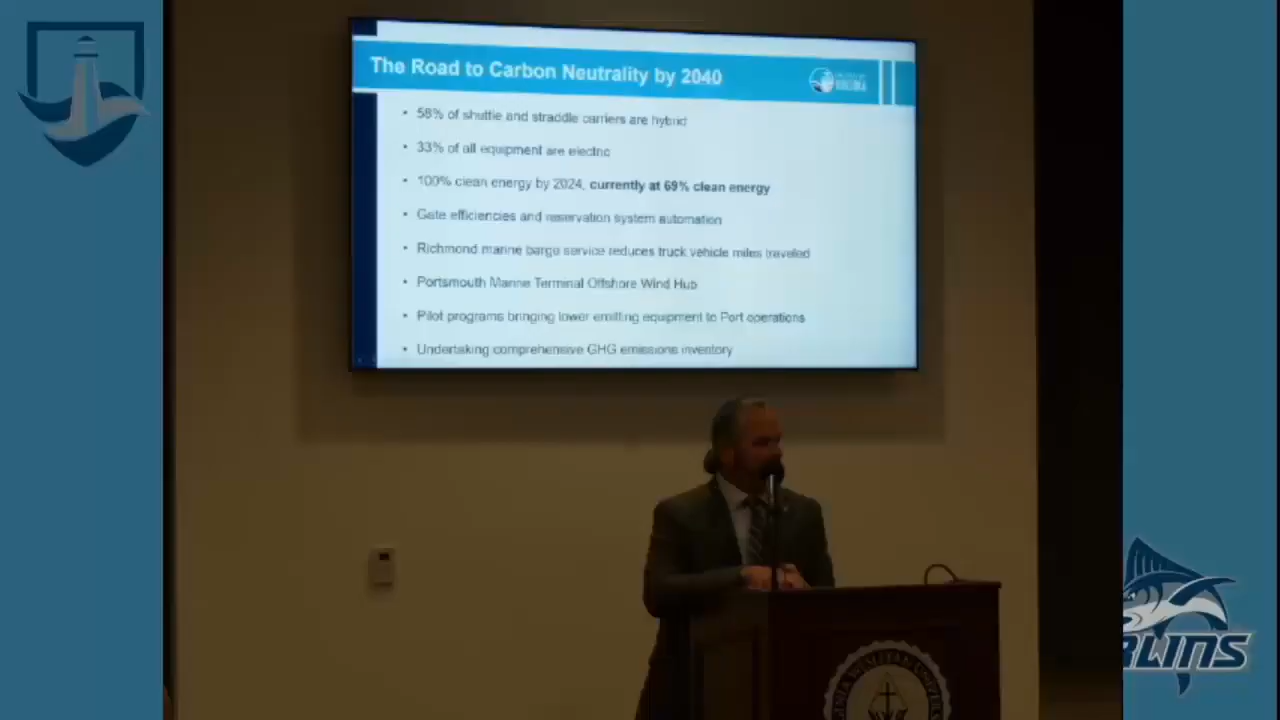 The Road to Carbon Neutrality by 2040
• 58% of shuttle and straddle carriers are hybrid
• 33% of all equipment are electric
• 100% clean energy by 2024, currently at 69% clean energy
• Gate efficiencies and reservation system automation
• Richmond marine barge service reduces truck vehicle miles traveled
• Portsmouth Marine Terminal Offshore Wind Hub
• Pilot programs bringing lower emitting equipment to Port operations
• Undertaking comprehensive GHG emissions inventory
RLINS